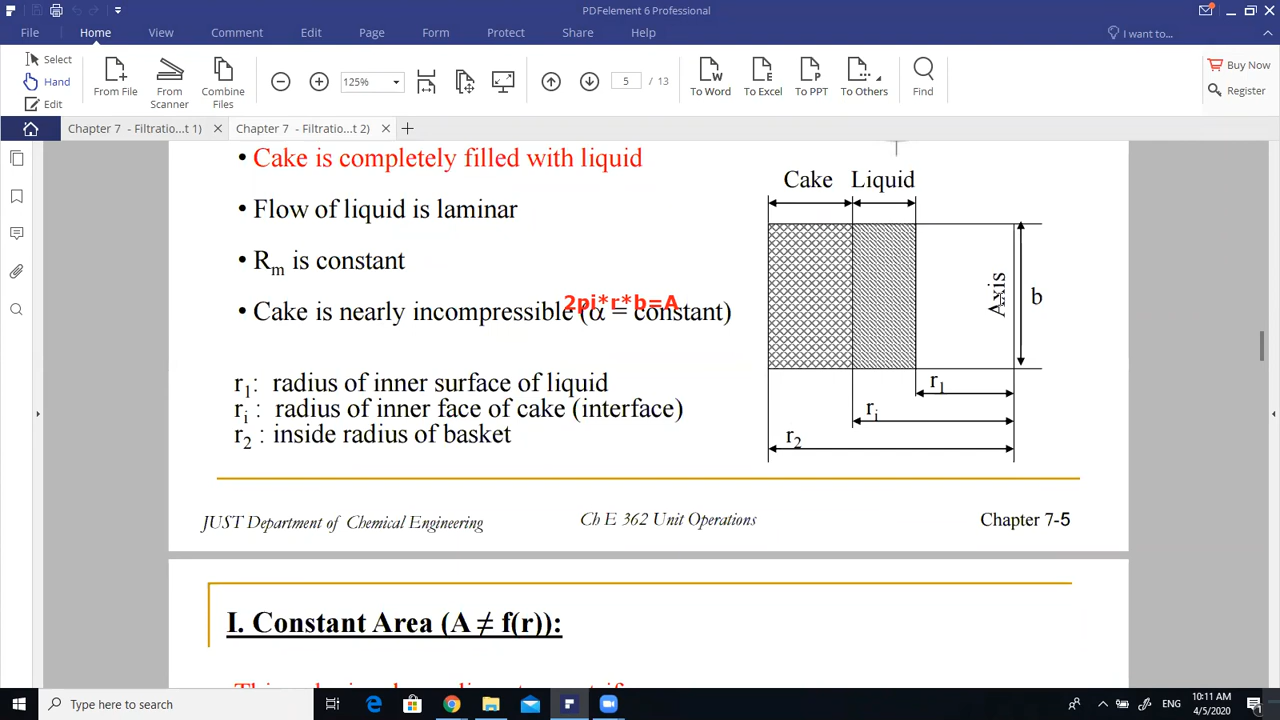 PDFelement 6 Professional
File Home View Comment Edit Page Form Protect Share Help I want to...
Select
Hand
Edit
From File
From Scanner
Combine Files
125%
5 / 13
To Word
To Excel
To PPT
To Others
Find
Buy Now
Register
Chapter 7 - Filtratio...t 1) Chapter 7 - Filtratio...t 2)
• Cake is completely filled with liquid
• Flow of liquid is laminar
• Rm is constant
2pi*r*b=A
• Cake is nearly incompressible (α = constant)
r1: radius of inner surface of liquid
ri : radius of inner face of cake (interface)
r2 : inside radius of basket
Cake Liquid
Axis
b
r1
ri
r2
JUST Department of Chemical Engineering Ch E 362 Unit Operations Chapter 7-5
I. Constant Area (A ≠ f(r)):
Type here to search
ENG
10:11 AM
4/5/2020